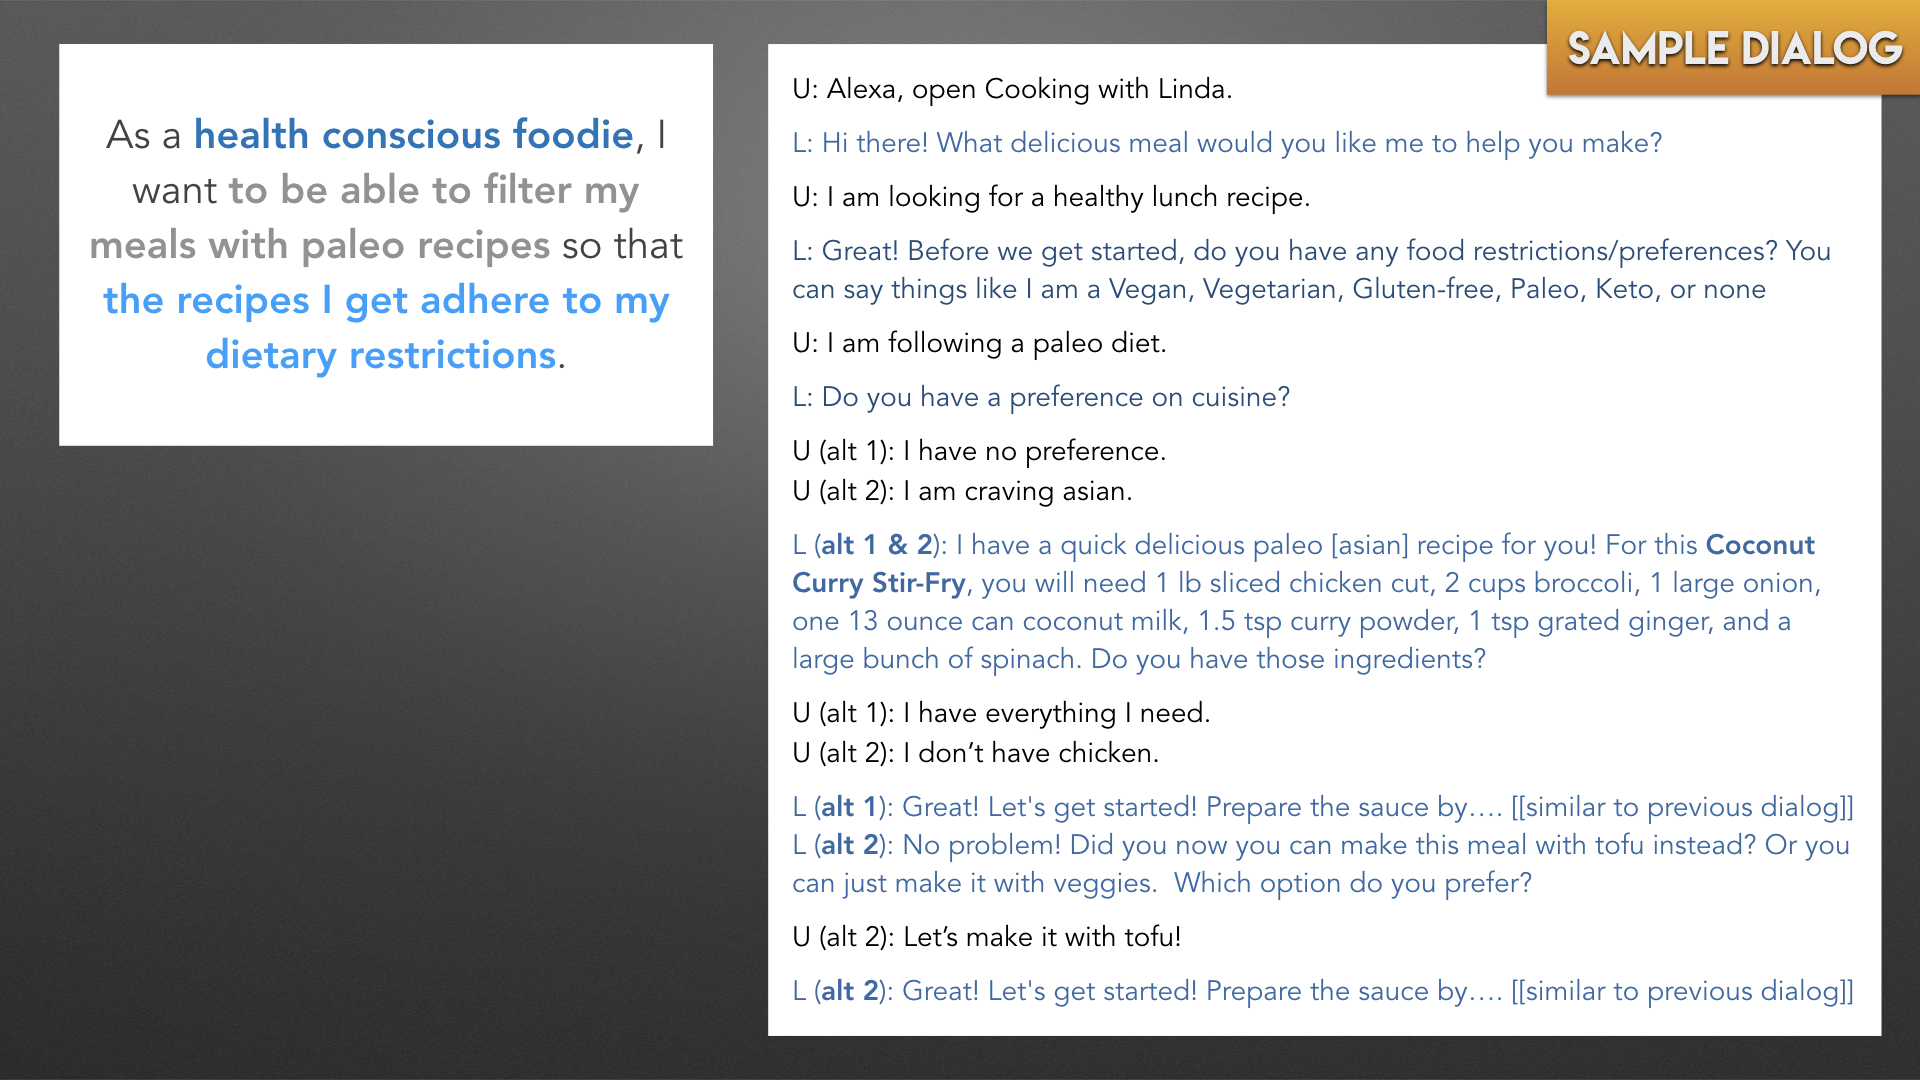 SAMPLE DIALOG
As a health conscious foodie, I
want to be able to filter my
meals with paleo recipes so that
the recipes I get adhere to my
dietary restrictions.
U: Alexa, open Cooking with Linda.
L: Hi there! What delicious meal would you like me to help you make?
U: I am looking for a healthy lunch recipe.
L: Great! Before we get started, do you have any food restrictions/preferences? You
can say things like I am a Vegan, Vegetarian, Gluten-free, Paleo, Keto, or none
U: I am following a paleo diet.
L: Do you have a preference on cuisine?
U (alt 1): I have no preference.
U (alt 2): I am craving asian.
L (alt 1 & 2): I have a quick delicious paleo [asian] recipe for you! For this Coconut
Curry Stir-Fry, you will need 1 lb sliced chicken cut, 2 cups broccoli, 1 large onion,
one 13 ounce can coconut milk, 1.5 tsp curry powder, 1 tsp grated ginger, and a
large bunch of spinach. Do you have those ingredients?
U (alt 1): I have everything I need.
U (alt 2): I don’t have chicken.
L (alt 1): Great! Let's get started! Prepare the sauce by…. [[similar to previous dialog]]
L (alt 2): No problem! Did you now you can make this meal with tofu instead? Or you
can just make it with veggies.  Which option do you prefer?
U (alt 2): Let’s make it with tofu!
L (alt 2): Great! Let's get started! Prepare the sauce by…. [[similar to previous dialog]]